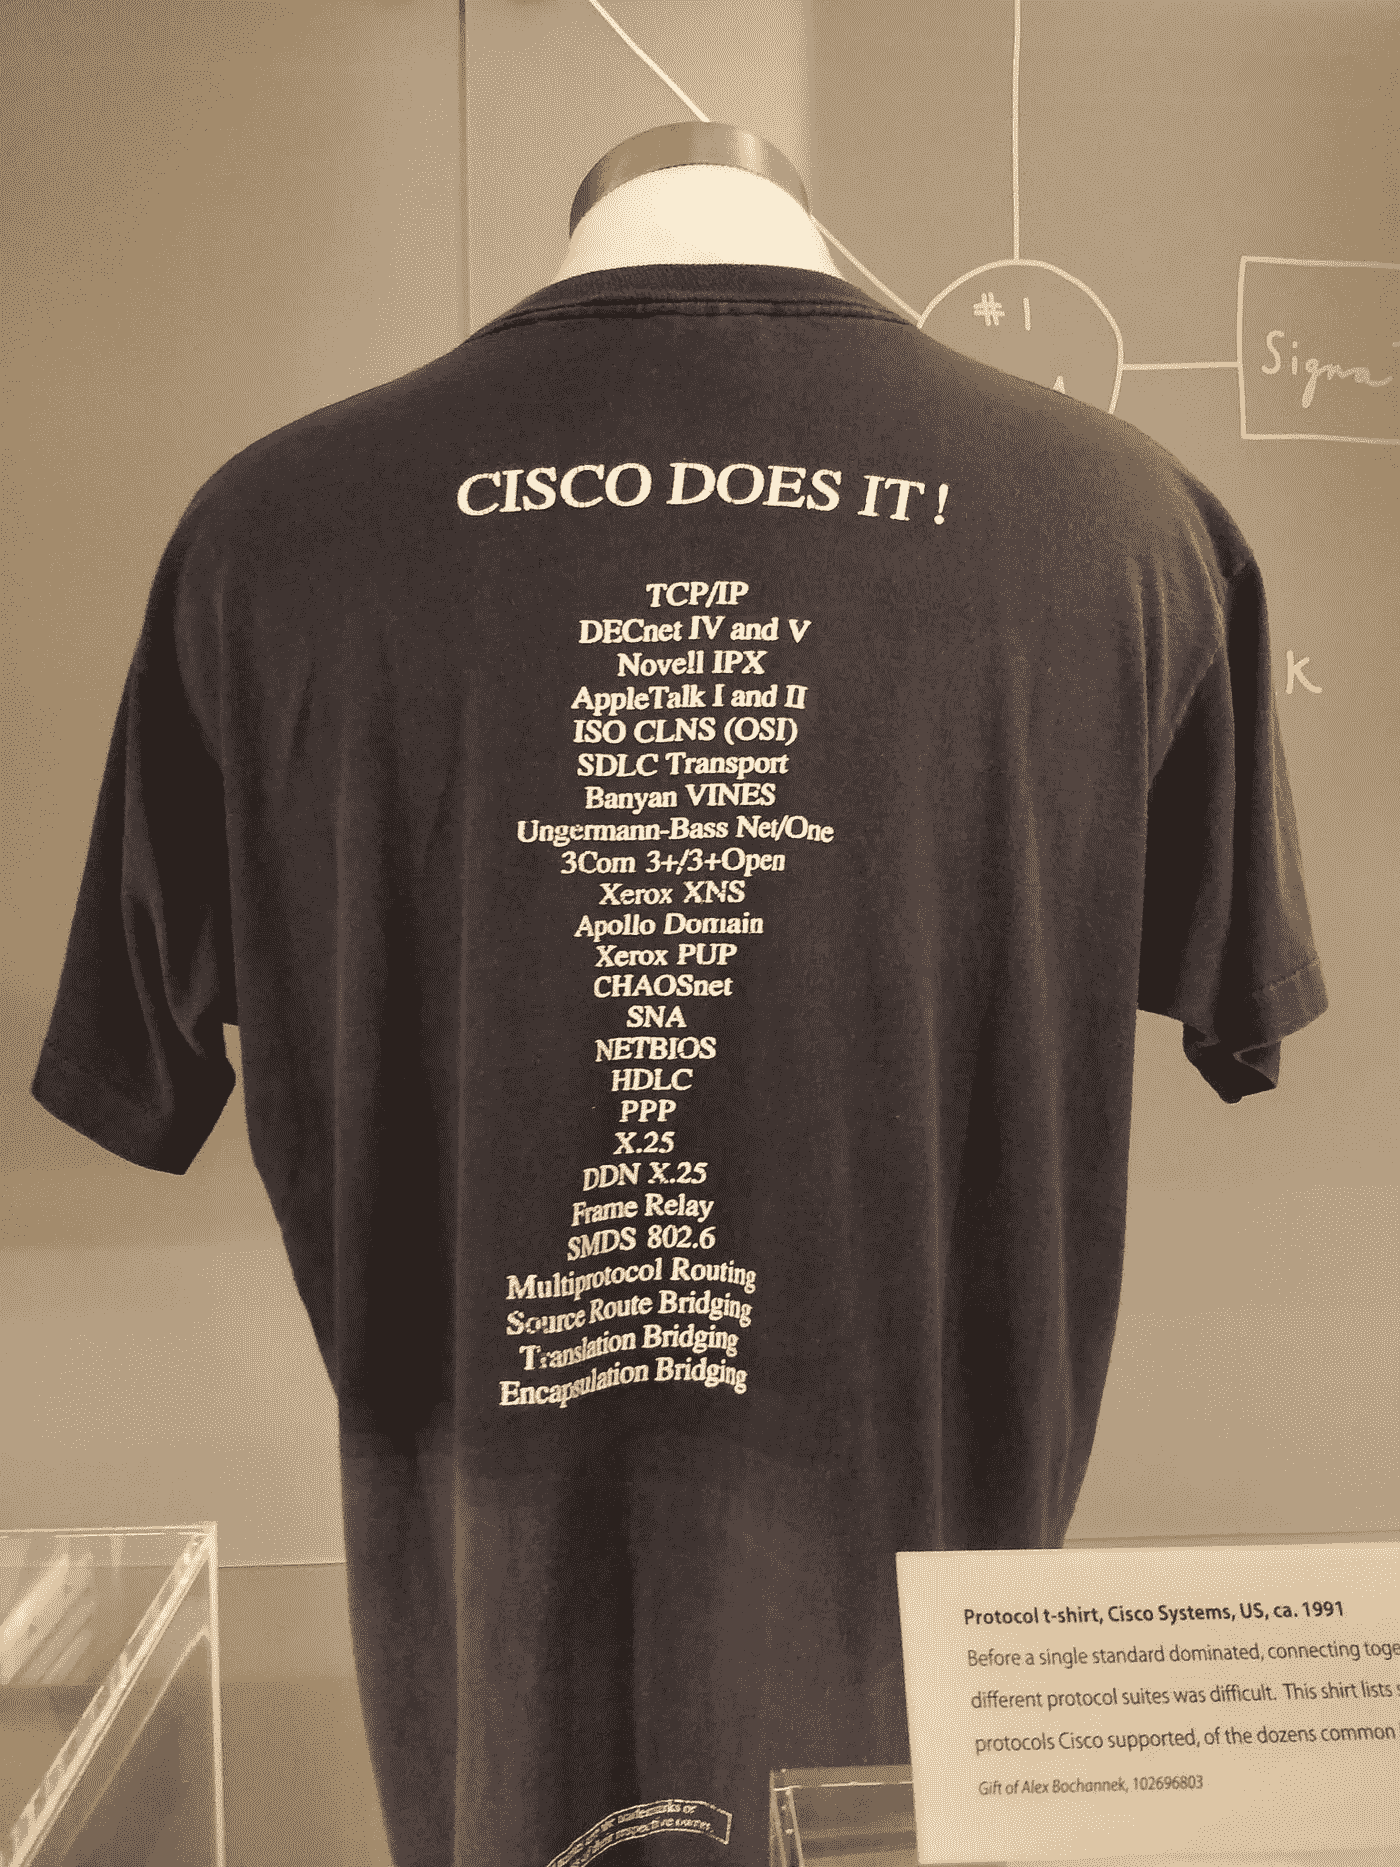 #1
Signa
CISCO DOES IT!
TCP/IP
DECnet IV and V
Novell IPX
AppleTalk I and II
ISO CLNS (OSI)
SDLC Transport
Banyan VINES
Ungermann-Bass Net/One
3Com 3+/3+Open
Xerox XNS
Apollo Domain
Xerox PUP
CHAOSnet
SNA
NETBIOS
HDLC
PPP
X.25
DDN X.25
Frame Relay
SMDS 802.6
Multiprotocol Routing
Source Route Bridging
Translation Bridging
Encapsulation Bridging
K
Protocol t-shirt, Cisco Systems, US, ca. 1991
Before a single standard dominated, connecting toge
different protocol suites was difficult. This shirt lists s
protocols Cisco supported, of the dozens common
Gift of Alex Bochannek, 102696803
are the trademarks of
their respective owner.